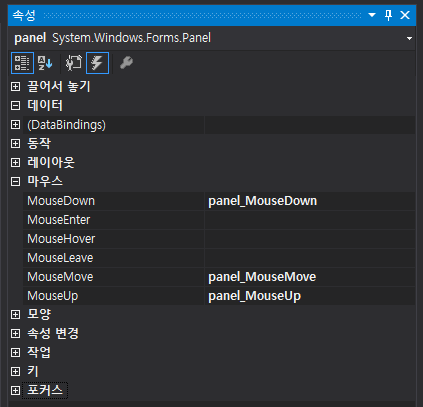 속성
panel System.Windows.Forms.Panel
끌어서 놓기
데이터
(DataBindings)
동작
레이아웃
마우스
MouseDown panel_MouseDown
MouseEnter
MouseHover
MouseLeave
MouseMove panel_MouseMove
MouseUp panel_MouseUp
모양
속성 변경
작업
키
포커스